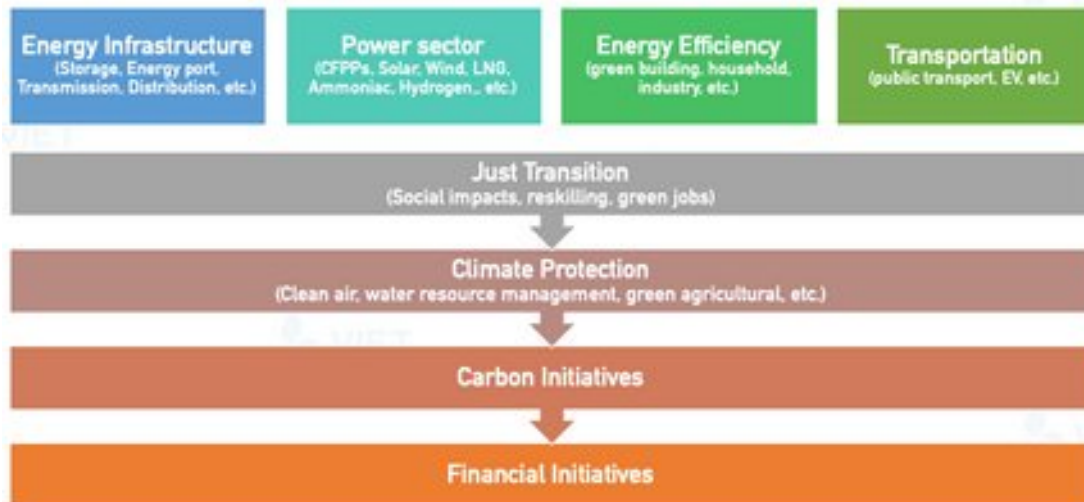 Energy Infrastructure
(Storage, Energy port,
Transmission, Distribution, etc.)
Power sector
(CFPPs, Solar, Wind, LNG,
Ammoniac, Hydrogen,, etc.)
Energy Efficiency
(green building, household,
industry, etc.)
Transportation
(public transport, EV, etc.)
Just Transition
(Social impacts, reskilling, green jobs)
Climate Protection
(Clean air, water resource management, green agricultural, etc.)
Carbon Initiatives
Financial Initiatives